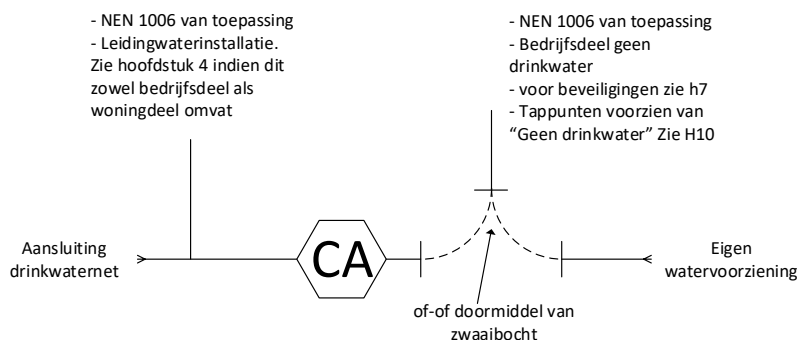 - NEN 1006 van toepassing
- Leidingwaterinstallatie.
Zie hoofdstuk 4 indien dit
zowel bedrijfsdeel als
woningdeel omvat
- NEN 1006 van toepassing
- Bedrijfsdeel geen
drinkwater
- voor beveiligingen zie h7
- Tappunten voorzien van
“Geen drinkwater” Zie H10
Aansluiting
drinkwaternet
CA
Eigen
watervoorziening
of-of doormiddel van
zwaaibocht